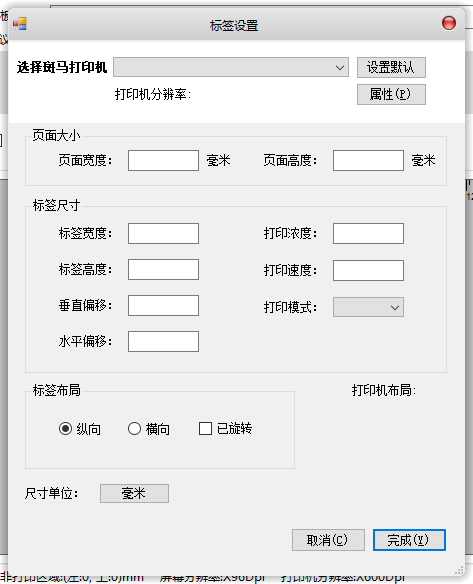 板
标签设置
议
选择斑马打印机
设置默认
打印机分辨率:
属性(P)
页面大小
页面宽度:
毫米
页面高度:
毫米
标签尺寸
标签宽度:
打印浓度:
标签高度:
打印速度:
垂直偏移:
打印模式:
水平偏移:
标签布局
打印机布局:
纵向
横向
已旋转
尺寸单位:
毫米
取消(C)
完成(Y)
非打印区域:(左:0, 上:0)mm 屏幕分辨率:X96Dpi 打印机分辨率:X600Dpi